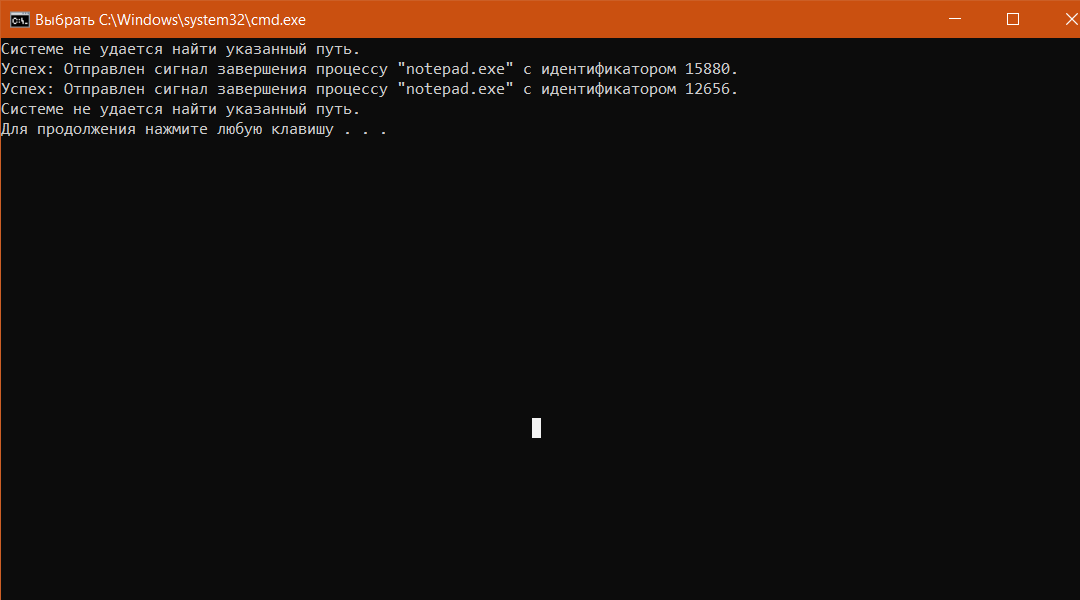 Выбрать C:\Windows\system32\cmd.exe
Системе не удается найти указанный путь.
Успех: Отправлен сигнал завершения процессу "notepad.exe" с идентификатором 15880.
Успех: Отправлен сигнал завершения процессу "notepad.exe" с идентификатором 12656.
Системе не удается найти указанный путь.
Для продолжения нажмите любую клавишу . . .